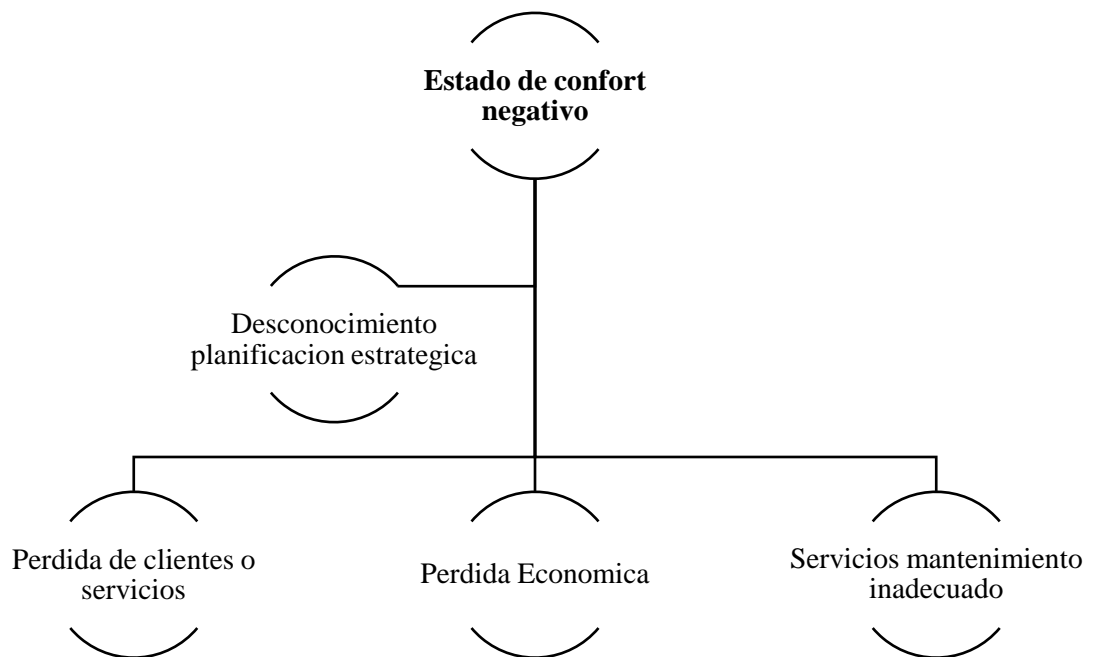 Estado de confort
negativo
Desconocimiento
planificacion estrategica
Perdida de clientes o
servicios
Perdida Economica
Servicios mantenimiento
inadecuado